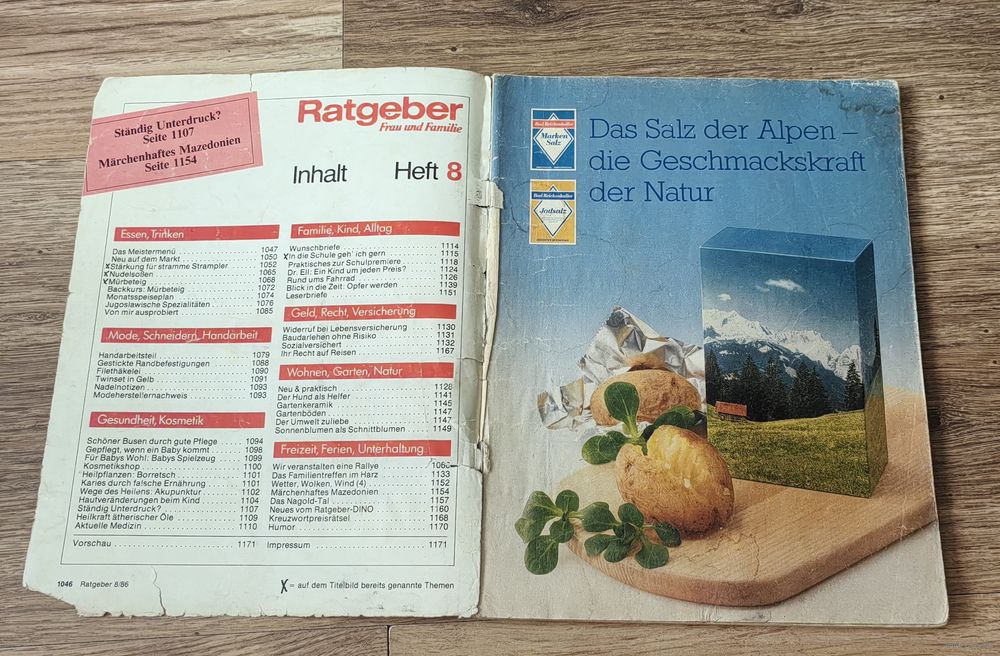 Ständig Unterdruck?
Seite 1107
Märchenhaftes Mazedonien
Seite 1154
Ratgeber
Frau und Familie
Inhalt Heft 8
Essen, Trinken
Das Meistermenü 1047
Neu auf dem Markt 1050
X Stärkung für stramme Strampler 1052
X Nudelsoßen 1065
X Mürbeteig 1068
Backkurs: Mürbeteig 1072
Monatsspeiseplan 1074
Jugoslawische Spezialitäten 1076
Von mir ausprobiert 1085
Mode, Schneidern, Handarbeit
Handarbeitsteil 1079
Gestickte Randbefestigungen 1088
Filethäkelei 1090
Twinset in Gelb 1091
Nadelnotizen 1093
Modeherstellernachweis 1093
Gesundheit, Kosmetik
Schöner Busen durch gute Pflege 1094
Gepflegt, wenn ein Baby kommt 1098
Für Babys Wohl: Babys Spielzeug 1099
Kosmetikshop 1100
Heilpflanzen: Borretsch 1101
Karies durch falsche Ernährung 1101
Wege des Heilens: Akupunktur 1102
Hautveränderungen beim Kind 1104
Ständig Unterdruck? 1107
Heilkraft ätherischer Öle 1109
Aktuelle Medizin 1110
Familie, Kind, Alltag
Wunschbriefe 1114
X In die Schule geh' ich gern 1115
Praktisches zur Schulpremiere 1118
Dr. Ell: Ein Kind um jeden Preis? 1124
Rund ums Fahrrad 1126
Blick in die Zeit: Opfer werden 1139
Leserbriefe 1151
Geld, Recht, Versicherung
Widerruf bei Lebensversicherung 1130
Baudarlehen ohne Risiko 1131
Sozialversichert 1132
Ihr Recht auf Reisen 1167
Wohnen, Garten, Natur
Neu & praktisch 1128
Der Hund als Helfer 1141
Gartenkeramik 1145
Gartenböden 1147
Der Umwelt zuliebe 1147
Sonnenblumen als Schnittblumen 1149
Freizeit, Ferien, Unterhaltung
Wir veranstalten eine Rallye
Das Familientreffen im Harz 1133
Wetter, Wolken, Wind (4) 1152
Märchenhaftes Mazedonien 1154
Das Nagold-Tal 1157
Neues vom Ratgeber-DINO 1160
Kreuzworpreisrätsel 1168
Humor 1170
Vorschau 1171 Impressum 1171
1046 Ratgeber 8/86
X = auf dem Titelbild bereits genannte Themen
Bad Reichenhaller
Marken
Salz
Bad Reichenhaller
Jodsalz
Das Salz der Alpen –
die Geschmackskraft
der Natur